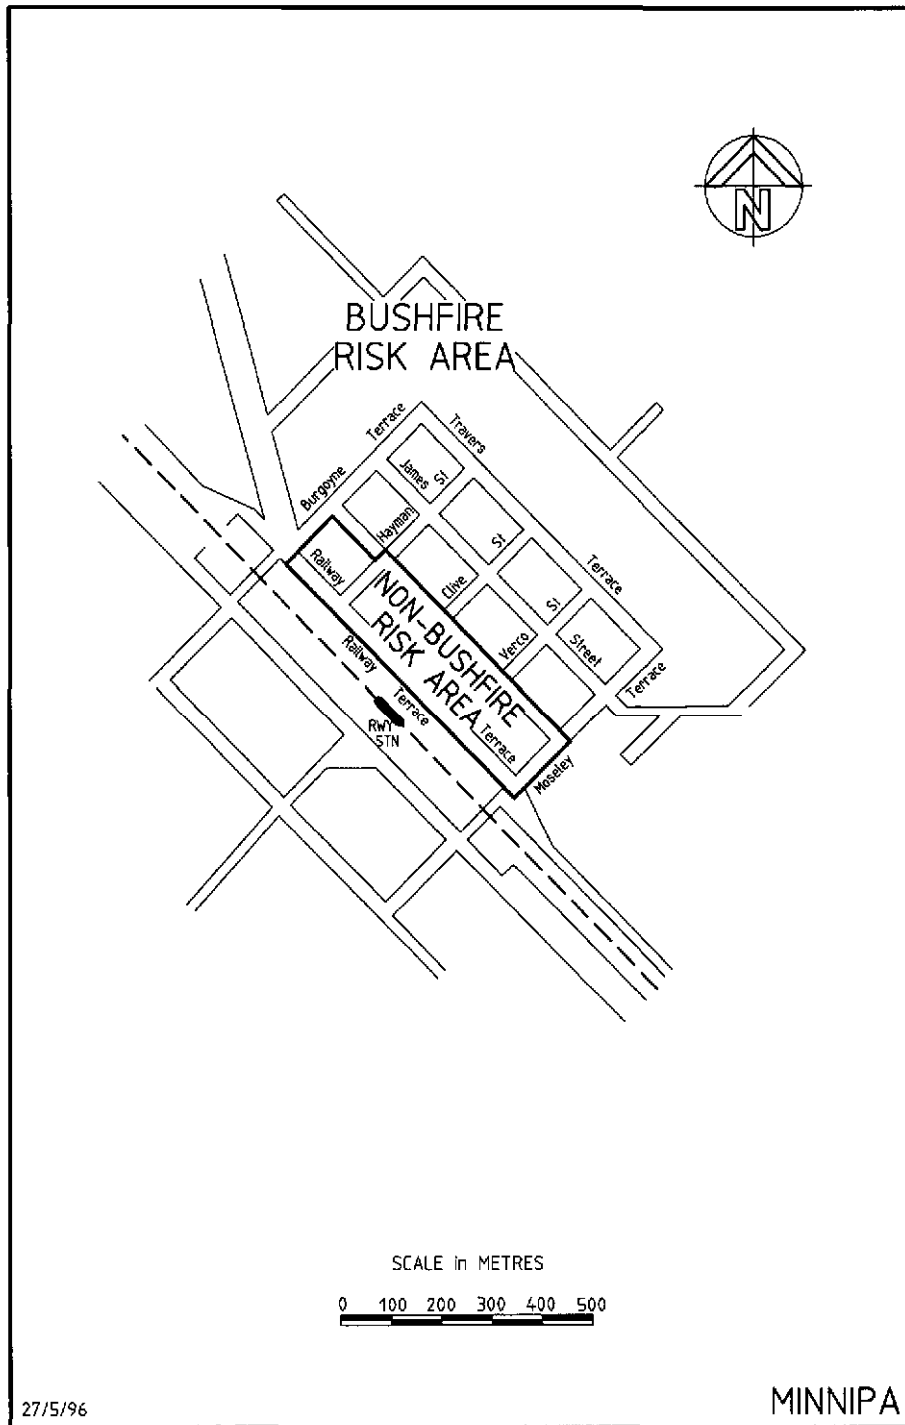 N
BUSHFIRE
RISK AREA
Burgoyne Terrace
Travers Terrace
James St
Hayman St
Clive St
Verco Street
Railway
NON-BUSHFIRE
RISK AREA
Railway Terrace
Terrace
Moseley Terrace
RWY
STN
SCALE in METRES
0 100 200 300 400 500
27/5/96
MINNIPA